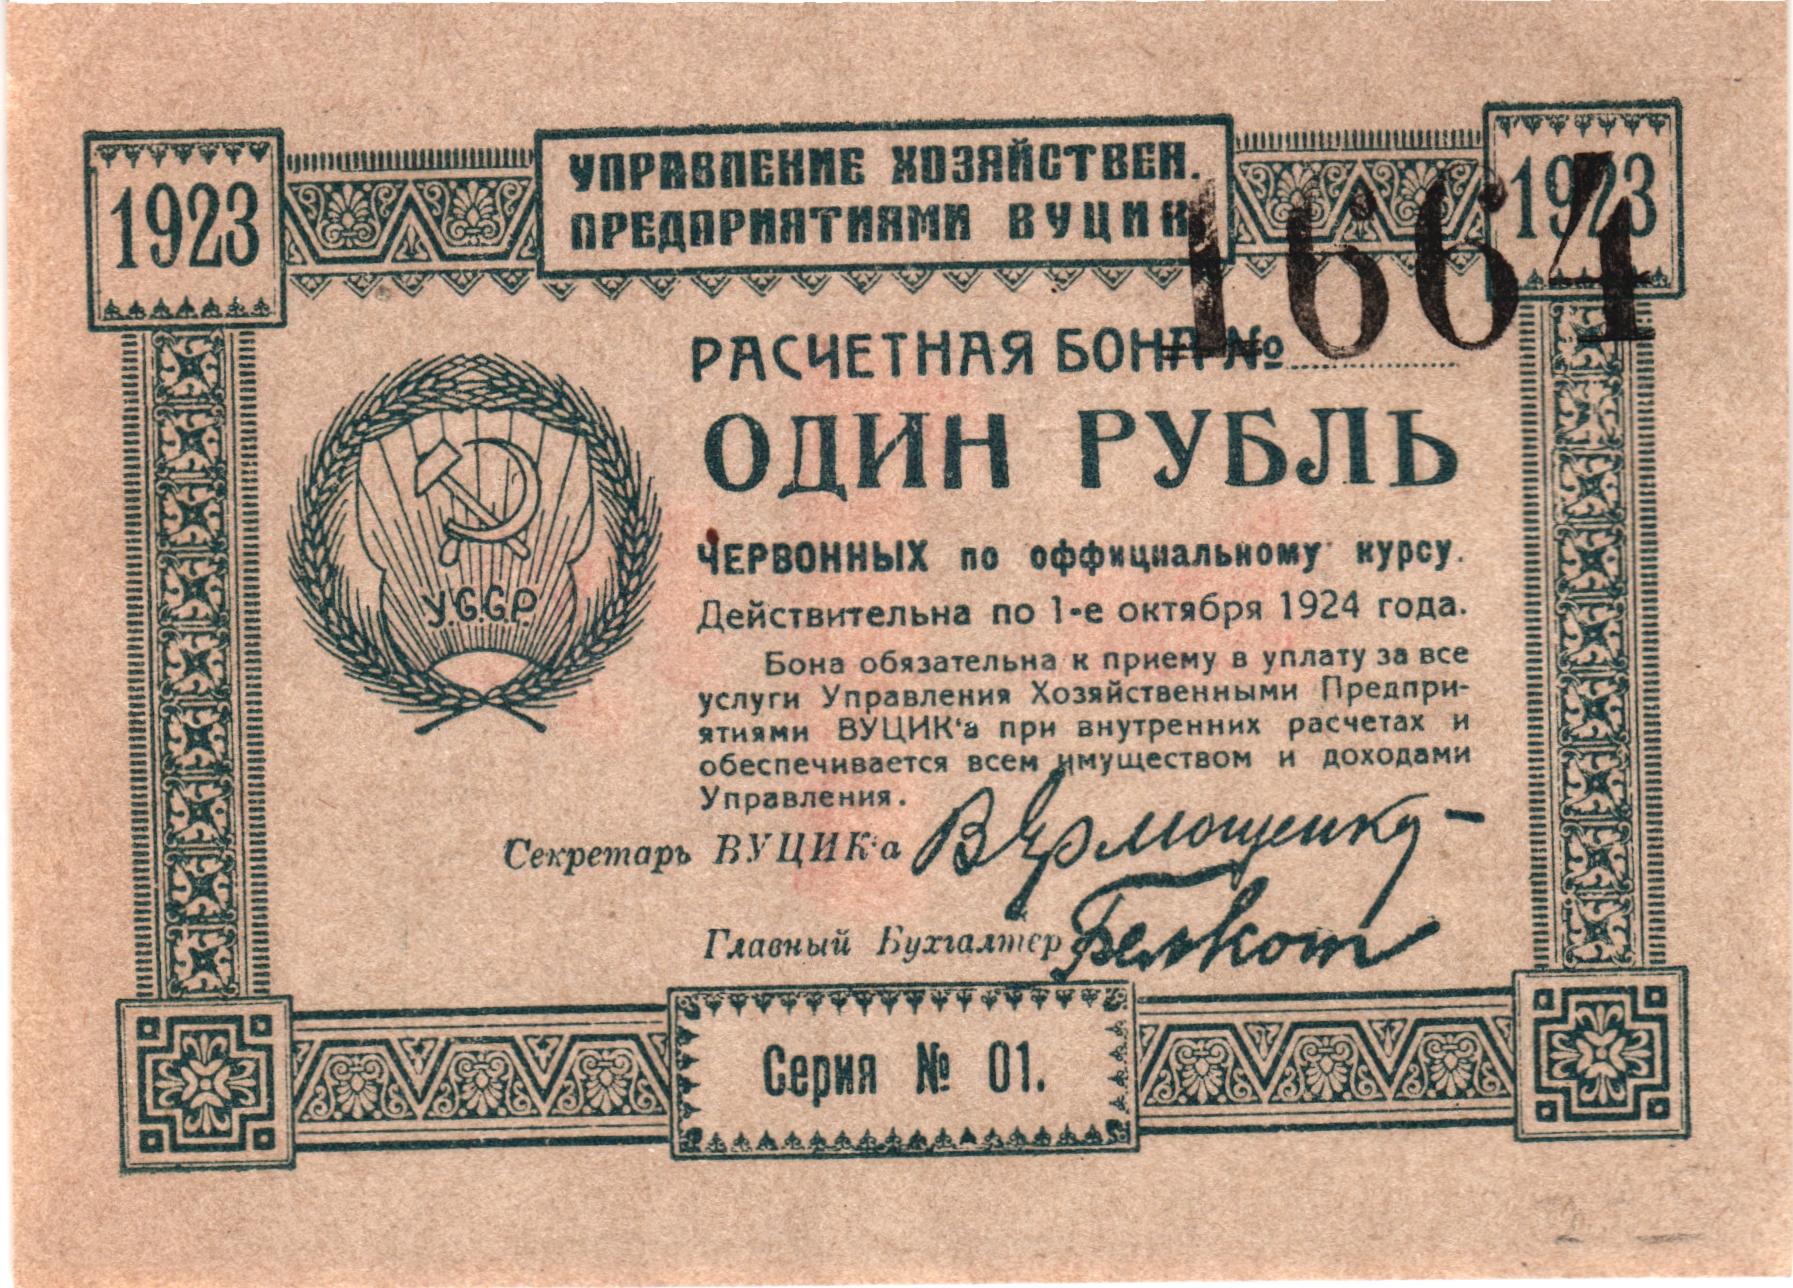 1923
УПРАВЛЕНИЕ ХОЗЯЙСТВЕН.
ПРЕДПРИЯТИЯМИ ВУЦИК
1923
1664
РАСЧЕТНАЯ БОНА №
ОДИН РУБЛЬ
ЧЕРВОННЫХ по оффициальному курсу.
Действительна по 1-е октября 1924 года.
Бона обязательна к приему в уплату за все
услуги Управления Хозяйственными Предпри-
ятиями ВУЦИК‘а при внутренних расчетах и
обеспечивается всем имуществом и доходами
Управления.
У.С.С.Р.
Секретарь ВУЦИК‘а В Ермощенко
Главный Бухгалтер
Серия № 01.